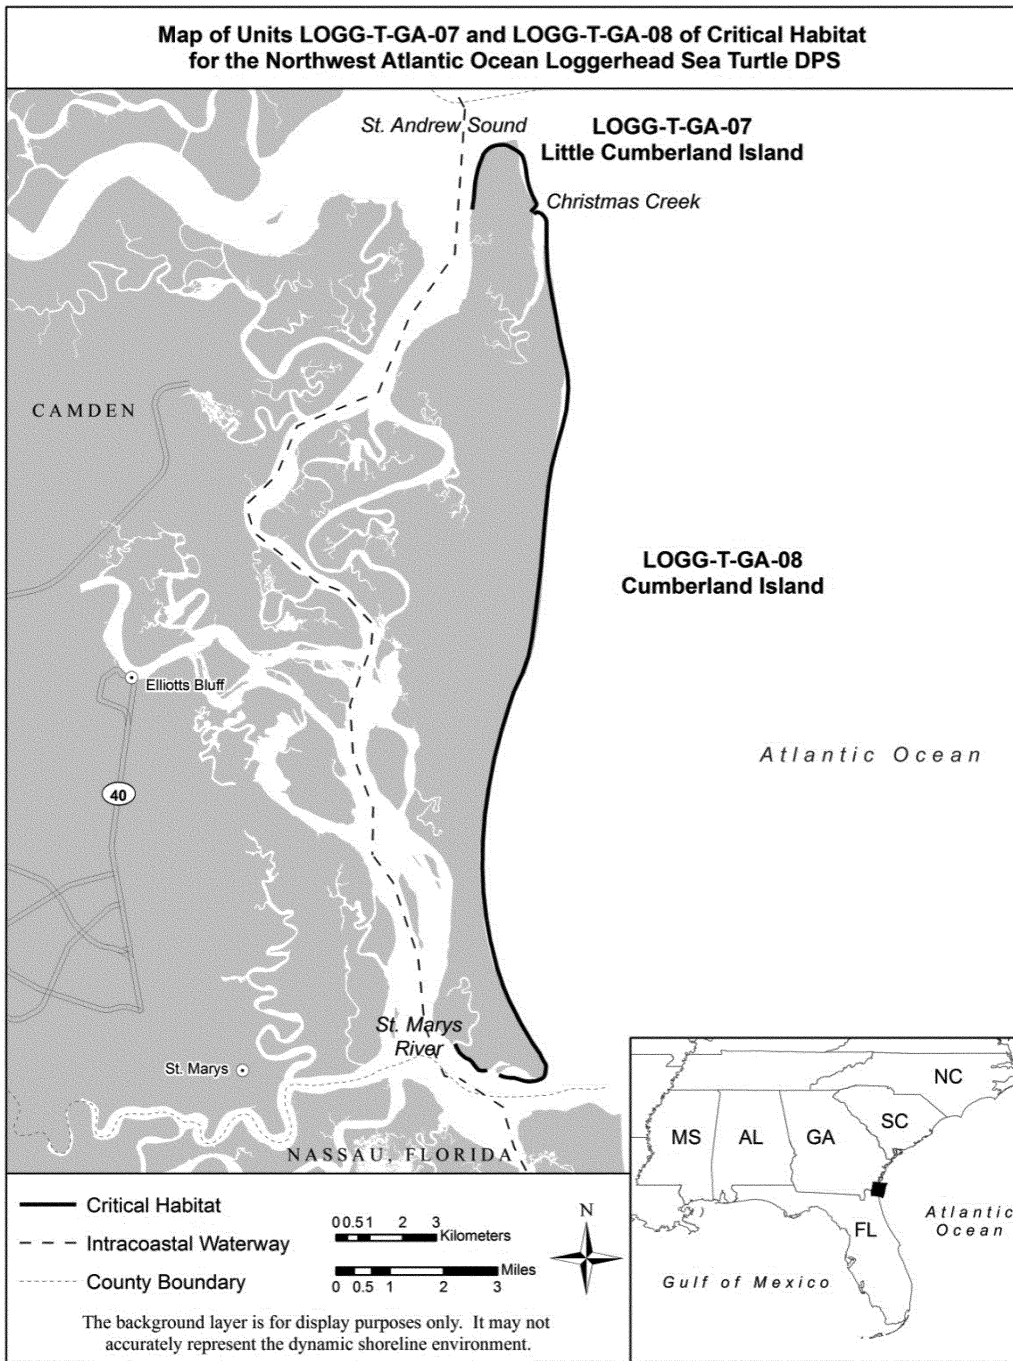 Map of Units LOGG-T-GA-07 and LOGG-T-GA-08 of Critical Habitat
for the Northwest Atlantic Ocean Loggerhead Sea Turtle DPS
St. Andrew Sound
LOGG-T-GA-07
Little Cumberland Island
Christmas Creek
CAMDEN
LOGG-T-GA-08
Cumberland Island
Elliotts Bluff
Atlantic Ocean
40
St. Marys
River
St. Marys
NASSAU, FLORIDA
Critical Habitat
Intracoastal Waterway
County Boundary
0 0.5 1 2 3
Kilometers
Miles
0 0.5 1 2 3
N
The background layer is for display purposes only. It may not
accurately represent the dynamic shoreline environment.
NC
SC
MS
AL
GA
FL
Atlantic
Ocean
Gulf of Mexico